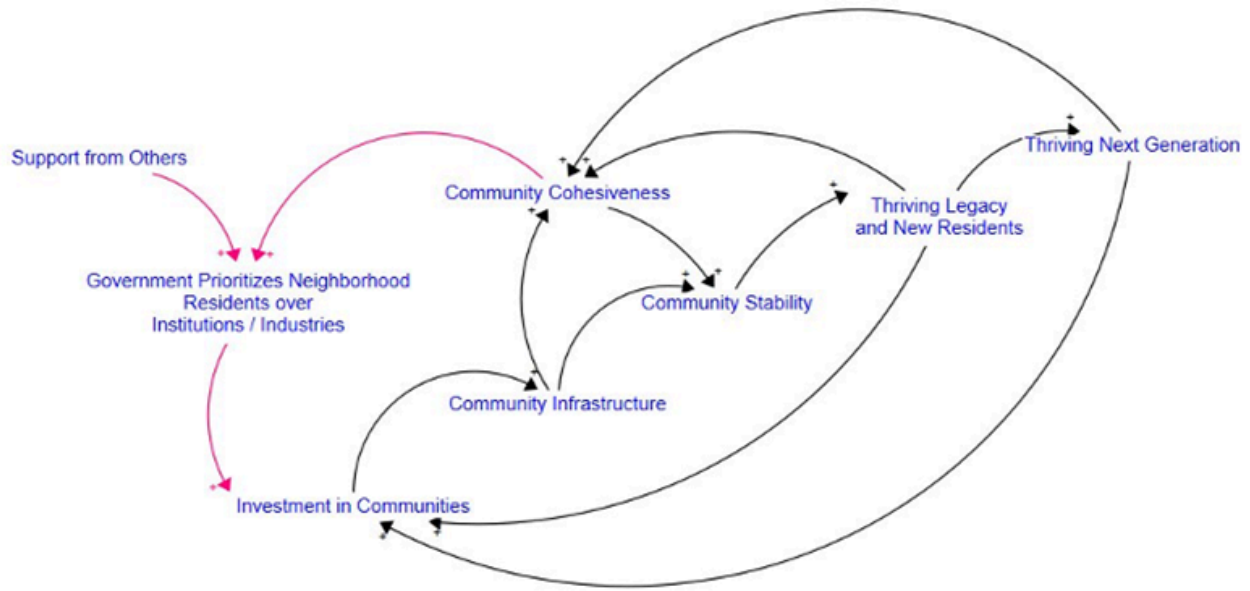 Support from Others
Thriving Next Generation
Community Cohesiveness
Thriving Legacy
and New Residents
Government Prioritizes Neighborhood
Residents over
Institutions / Industries
Community Stability
Community Infrastructure
Investment in Communities
+
+
+
+
+
+
+
+
+
+
+
+
+
+